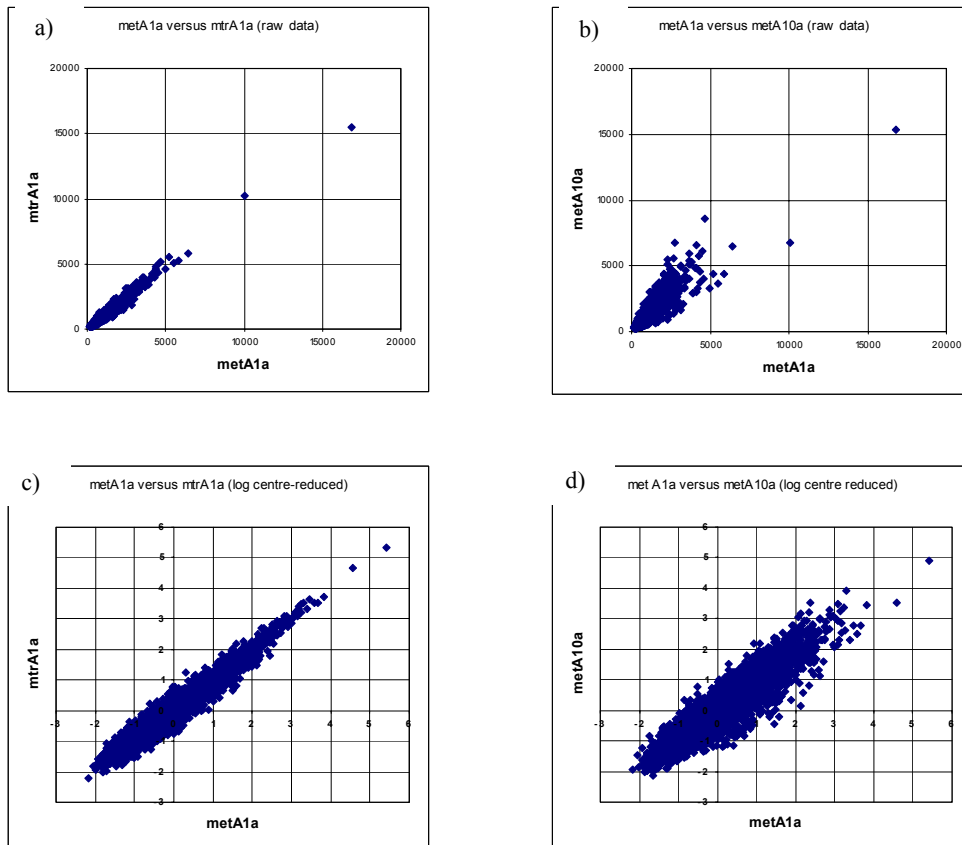 a)
metA1a versus mtrA1a (raw data)
20000
15000
10000
5000
0
0 5000 10000 15000 20000
mtrA1a
metA1a
b)
metA1a versus metA10a (raw data)
20000
15000
10000
5000
0
0 5000 10000 15000 20000
metA10a
metA1a
c)
metA1a versus mtrA1a (log centre-reduced)
6
5
4
3
2
1
0
-1
-2
-3
-3 -2 -1 0 1 2 3 4 5 6
mtrA1a
metA1a
d)
met A1a versus metA10a (log centre reduced)
6
5
4
3
2
1
0
-1
-2
-3
-3 -2 -1 0 1 2 3 4 5 6
metA10a
metA1a